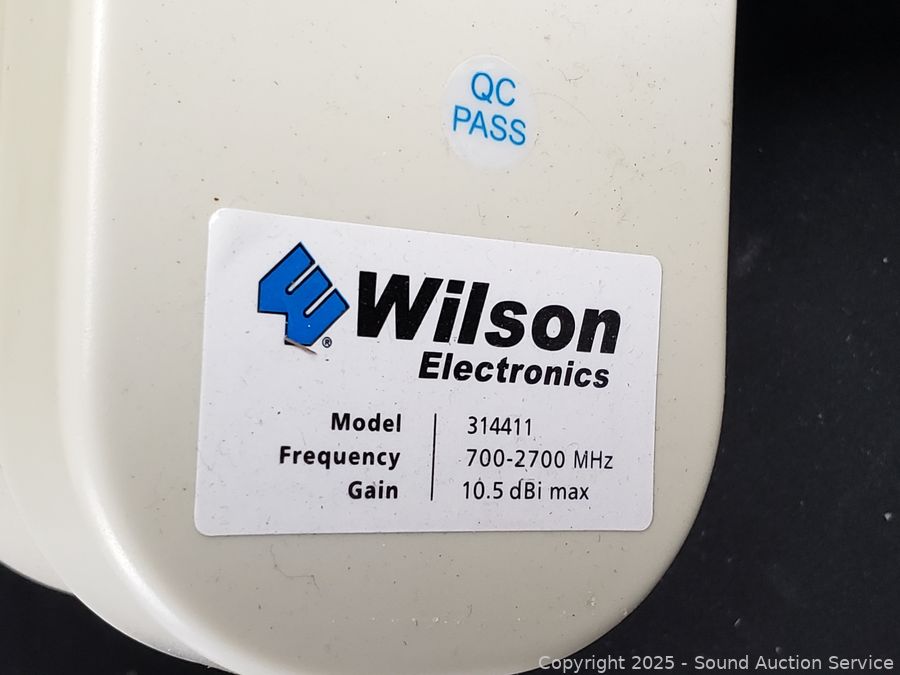 QC
PASS
Wilson
®
Electronics
Model 314411
Frequency 700-2700 MHz
Gain 10.5 dBi max
Copyright 2025 - Sound Auction Service